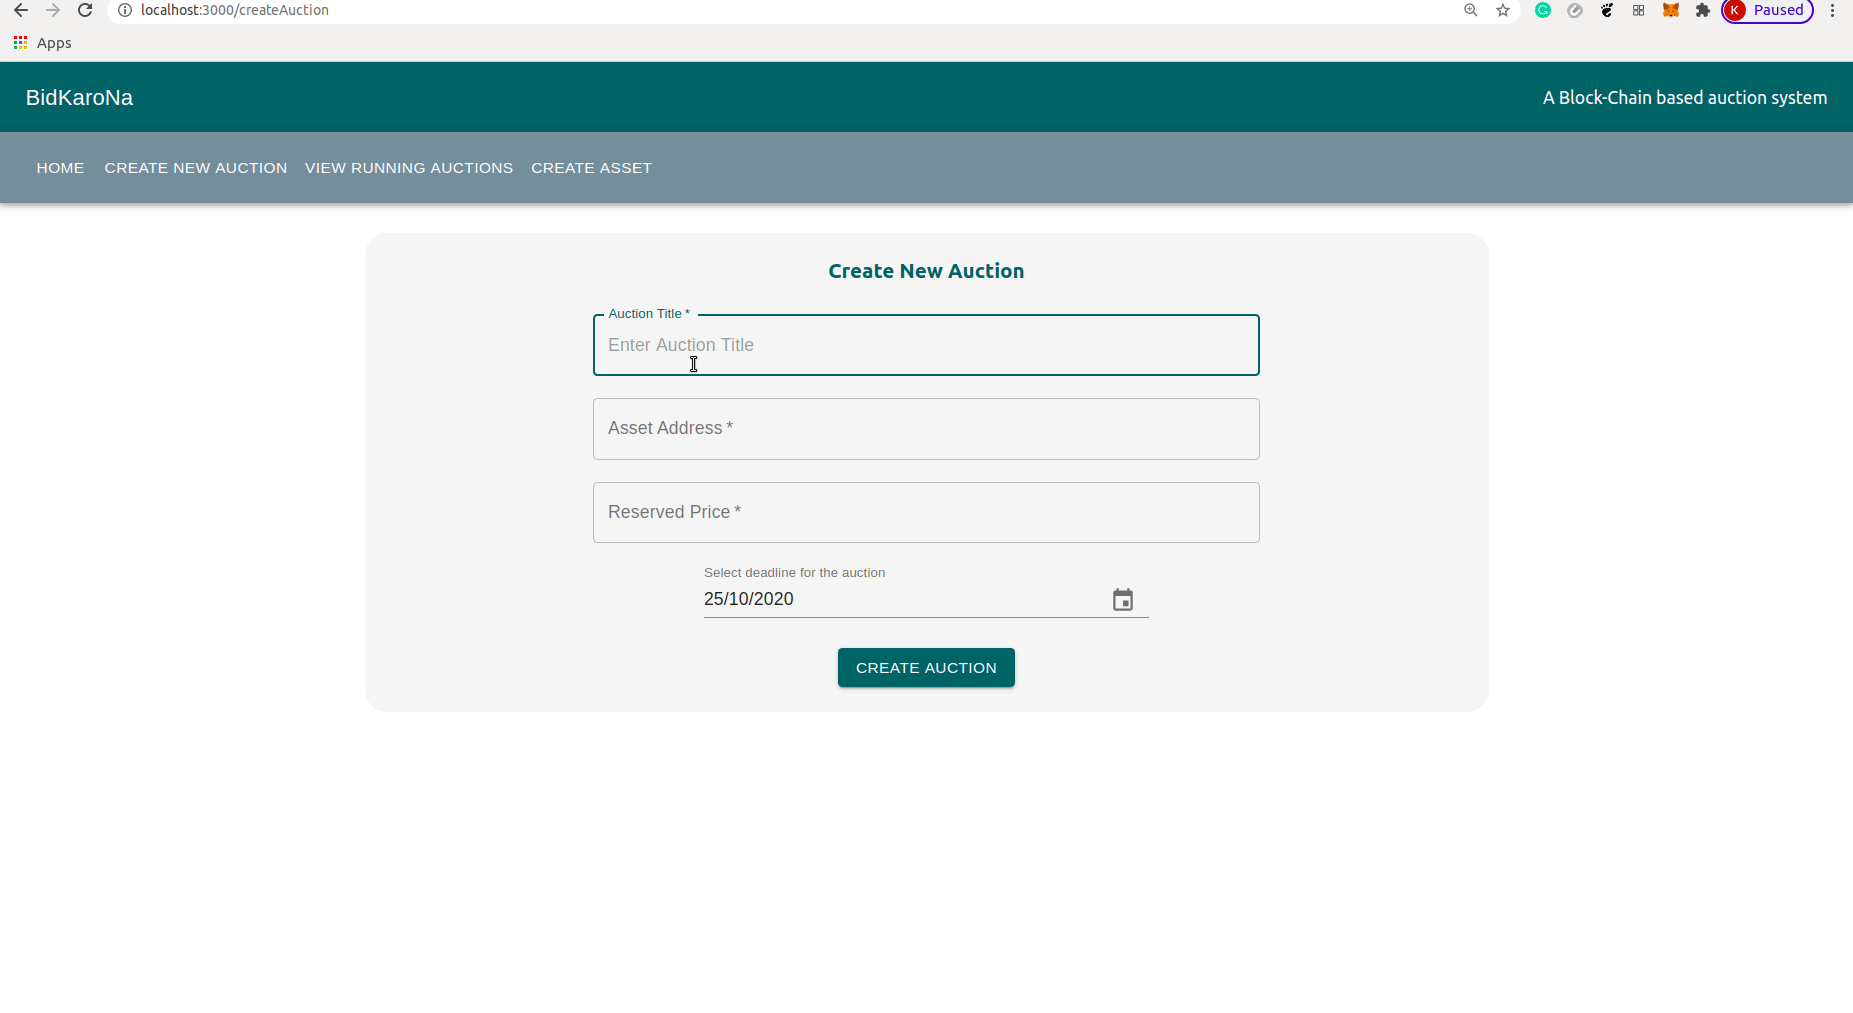 localhost:3000/createAuction
K Paused
Apps
BidKaroNa
A Block-Chain based auction system
HOME CREATE NEW AUCTION VIEW RUNNING AUCTIONS CREATE ASSET
Create New Auction
Auction Title *
Enter Auction Title
Asset Address *
Reserved Price *
Select deadline for the auction
25/10/2020
CREATE AUCTION